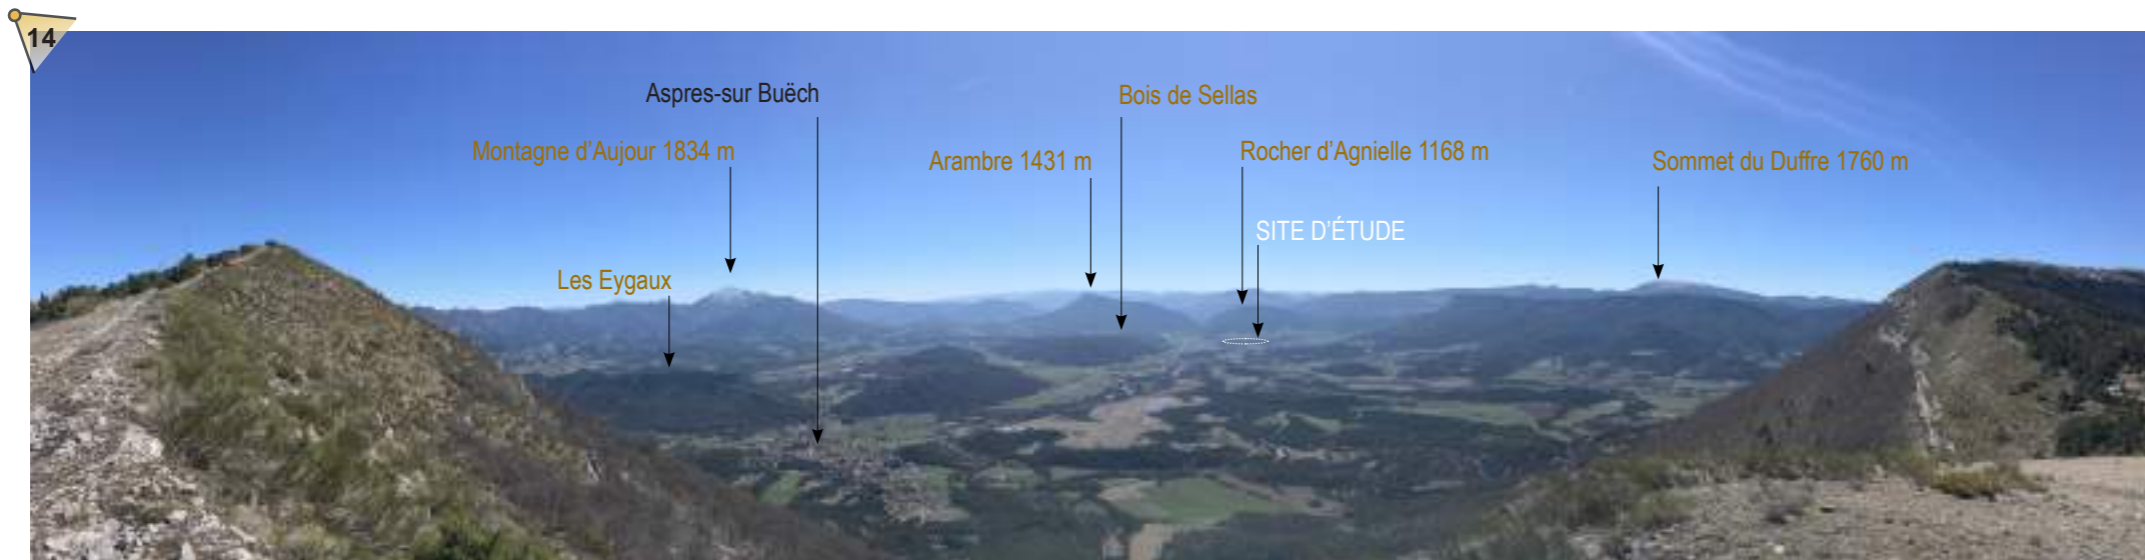 14
Aspres-sur Buëch
Bois de Sellas
Montagne d'Aujour 1834 m
Arambre 1431 m
Rocher d'Agnielle 1168 m
Sommet du Duffre 1760 m
SITE D'ÉTUDE
Les Eygaux